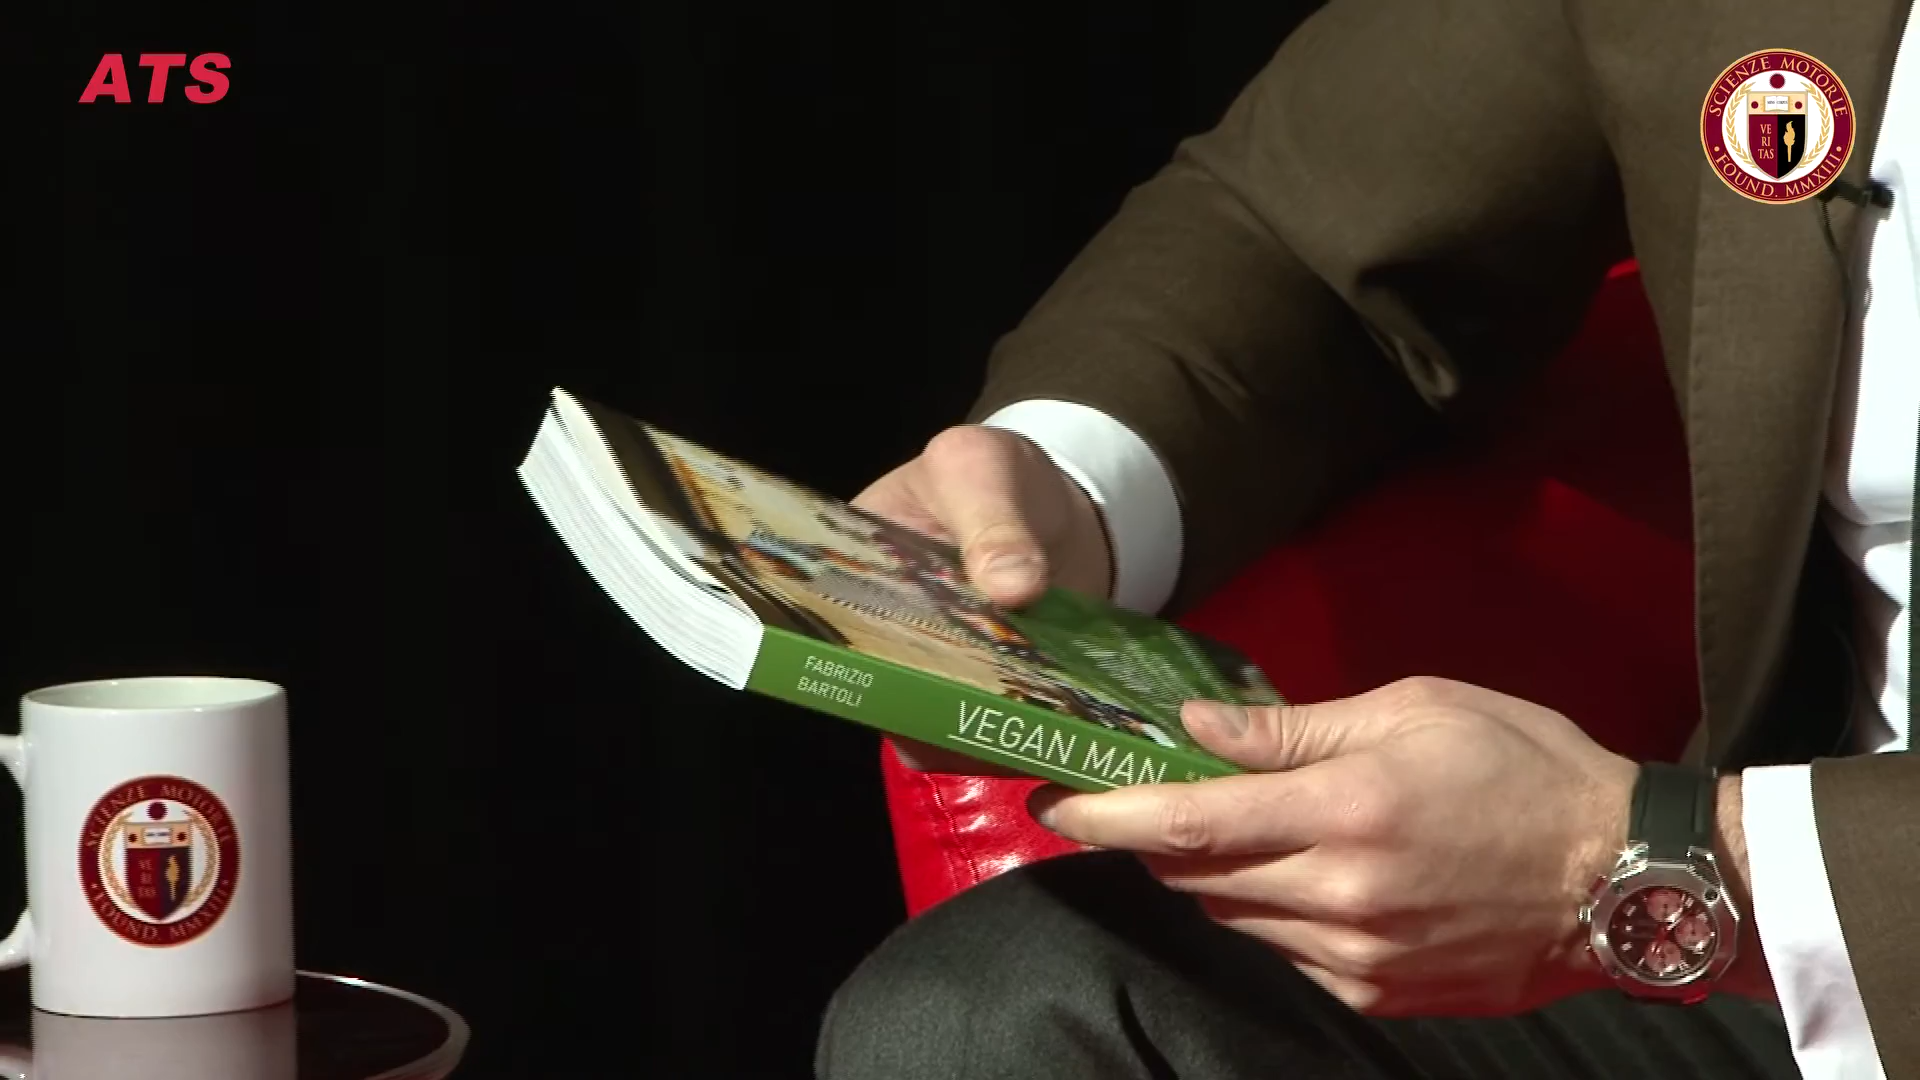 ATS
SCIENZE MOTORIE
VE
RI
TAS
FOUND. MMXIII
FABRIZIO
BARTOLI
VEGAN MAN
SCIENZE MOTORIE
VE
RI
TAS
FOUND. MMXIII